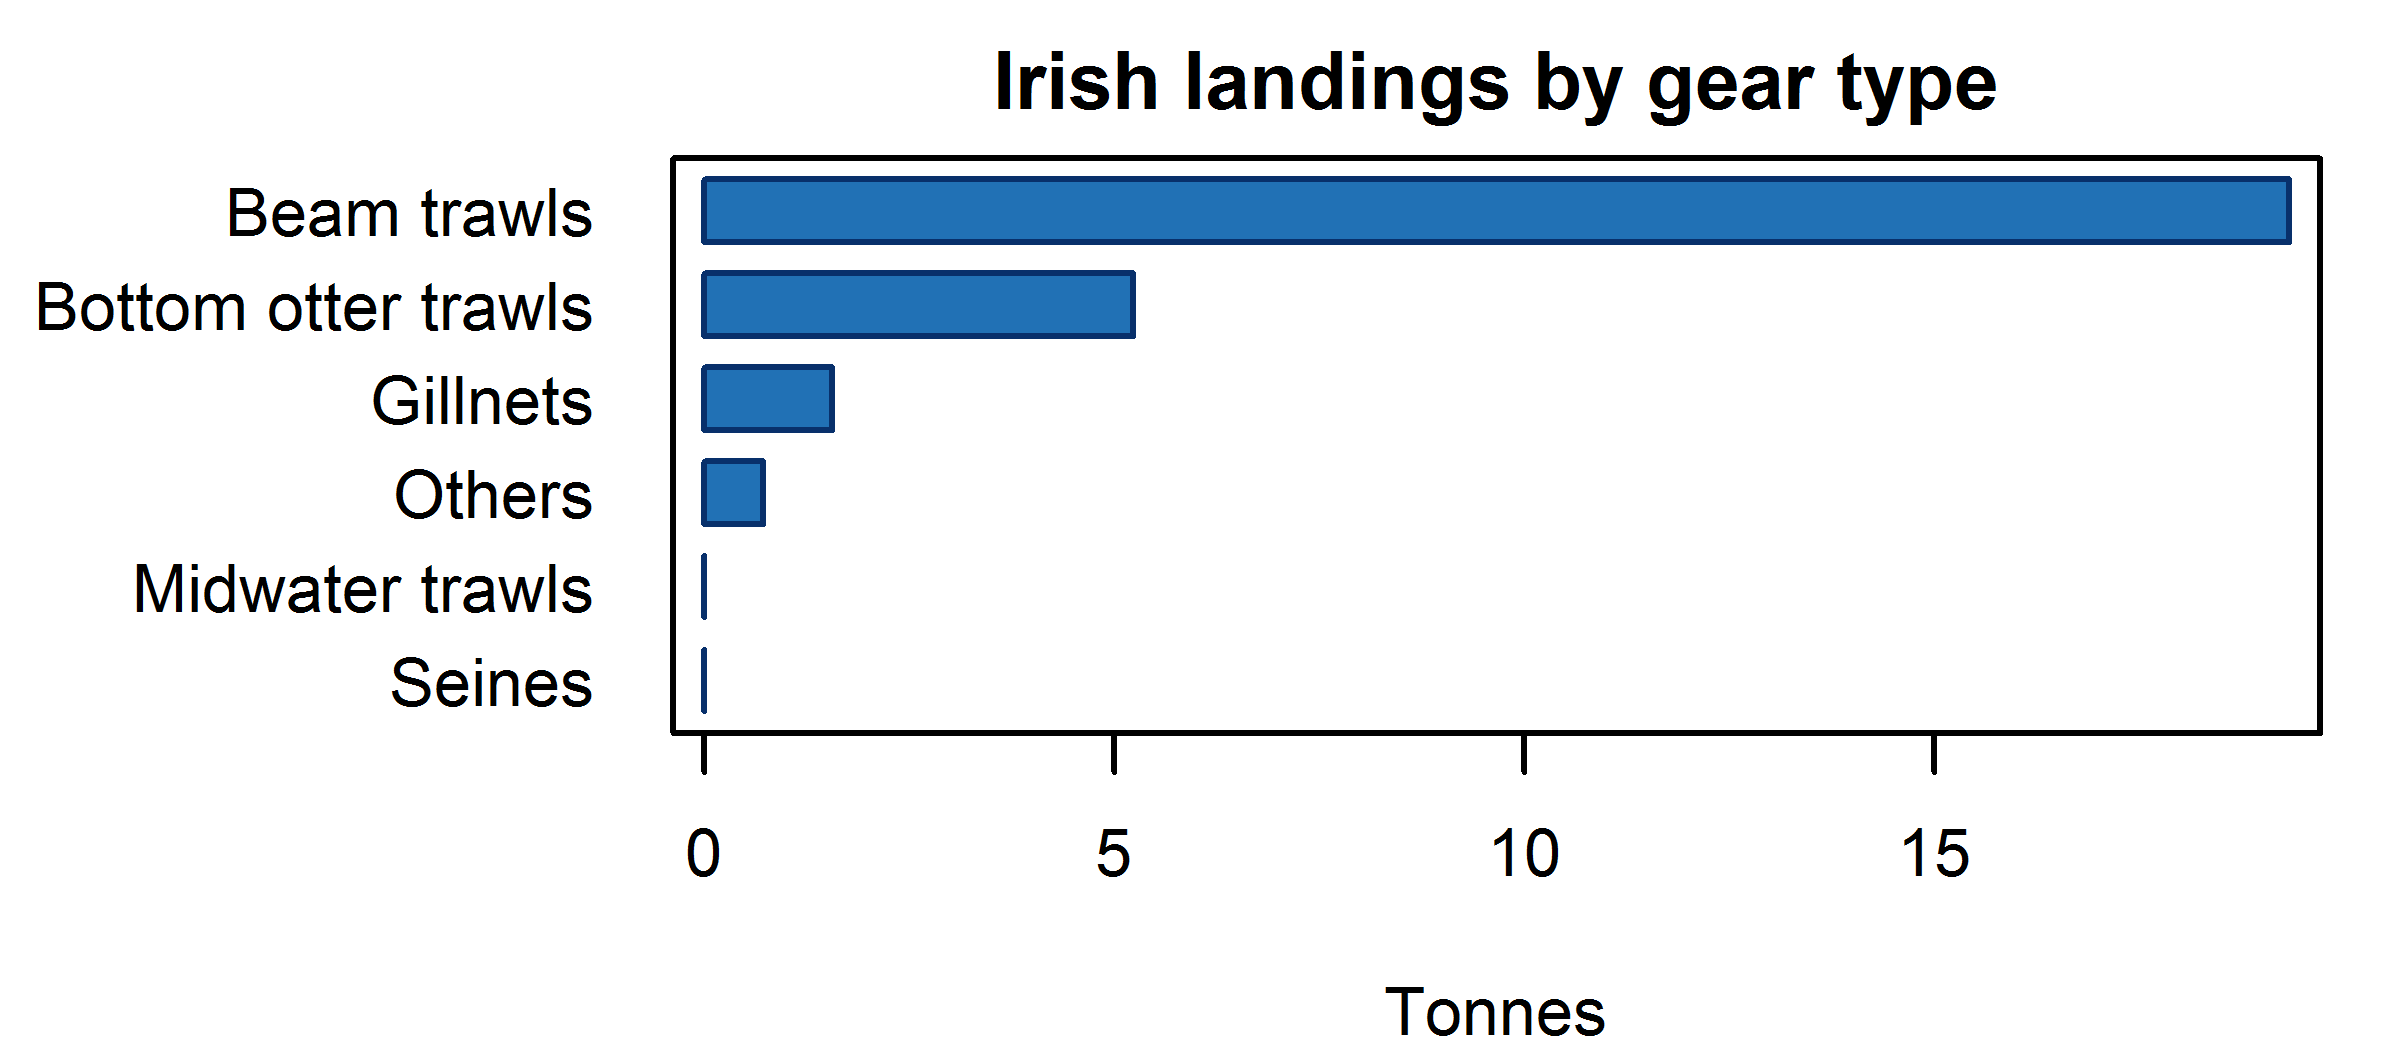 Irish landings by gear type
Beam trawls
Bottom otter trawls
Gillnets
Others
Midwater trawls
Seines
0 5 10 15
Tonnes